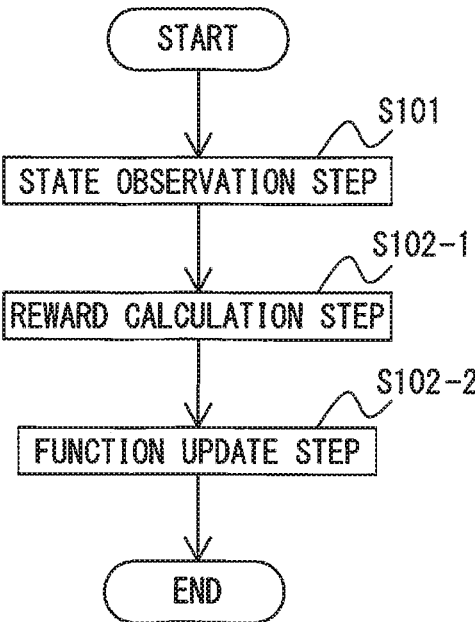 START
S101
STATE OBSERVATION STEP
S102-1
REWARD CALCULATION STEP
S102-2
FUNCTION UPDATE STEP
END